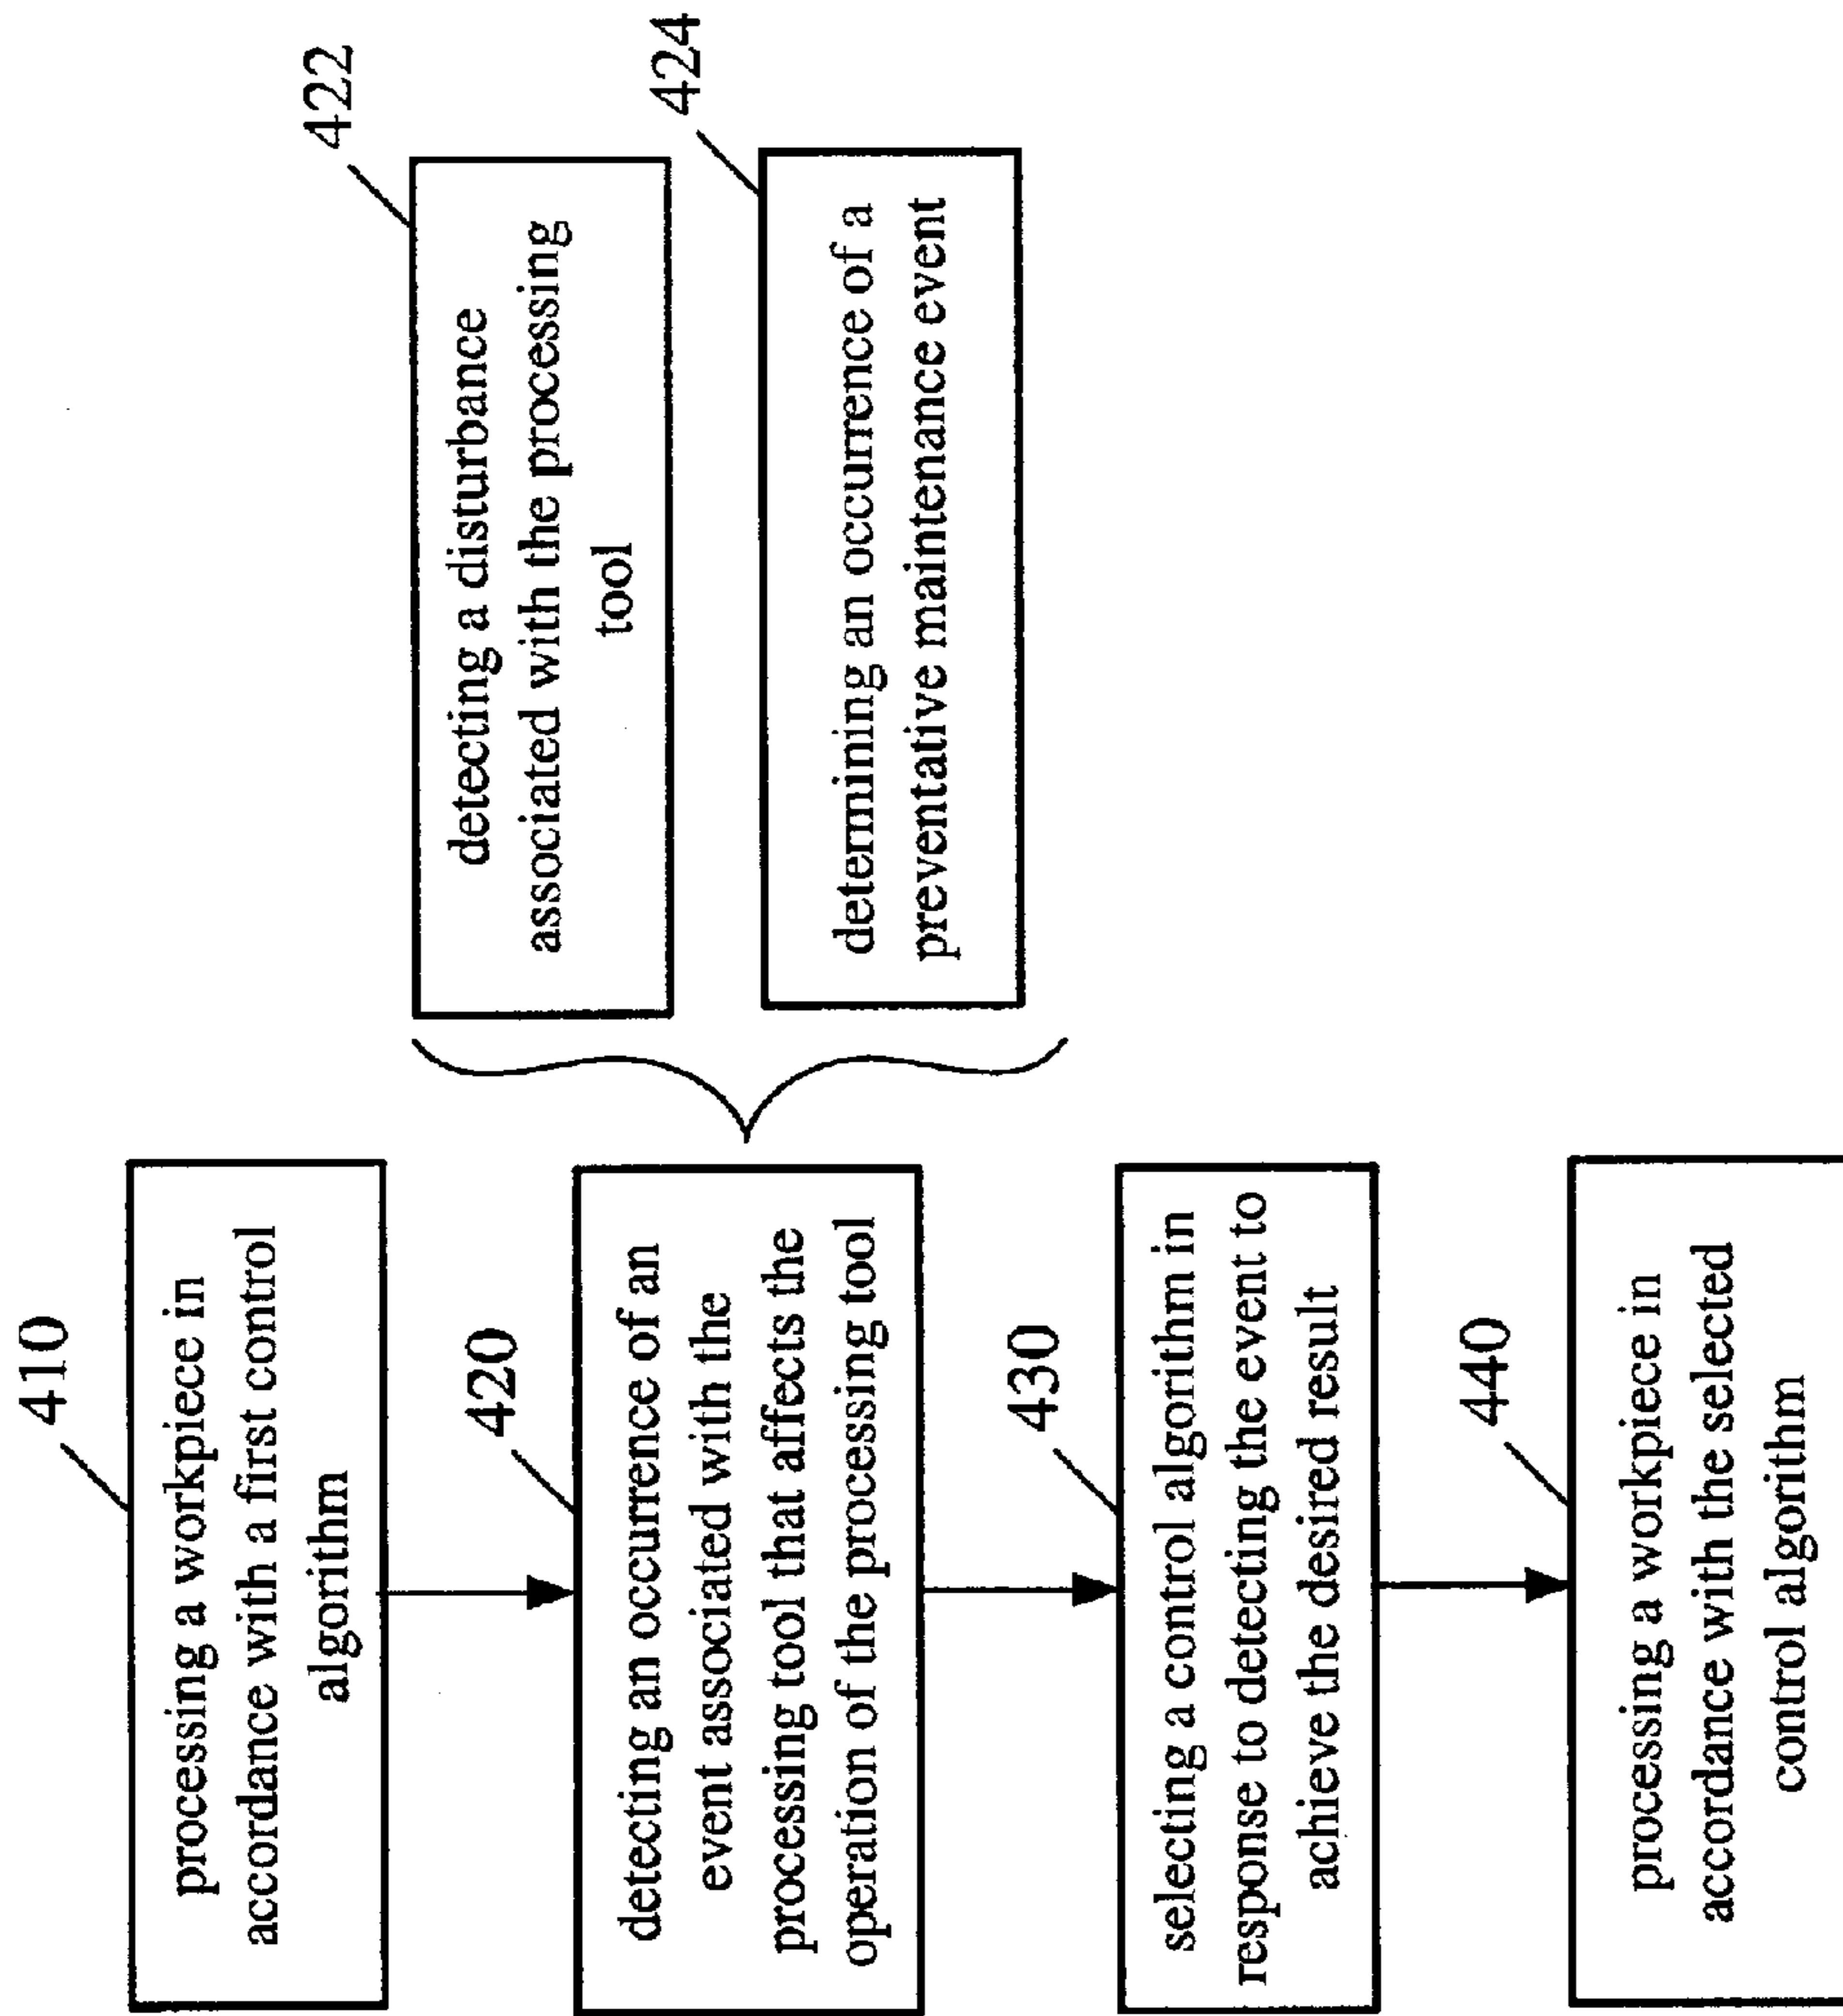 410
processing a workpiece in
accordance with a first control
algorithm
420
detecting an occurrence of an
event associated with the
processing tool that affects the
operation of the processing tool
422
detecting a disturbance
associated with the processing
tool
424
determining an occurrence of a
preventative maintenance event
430
selecting a control algorithm in
response to detecting the event to
achieve the desired result
440
processing a workpiece in
accordance with the selected
control algorithm